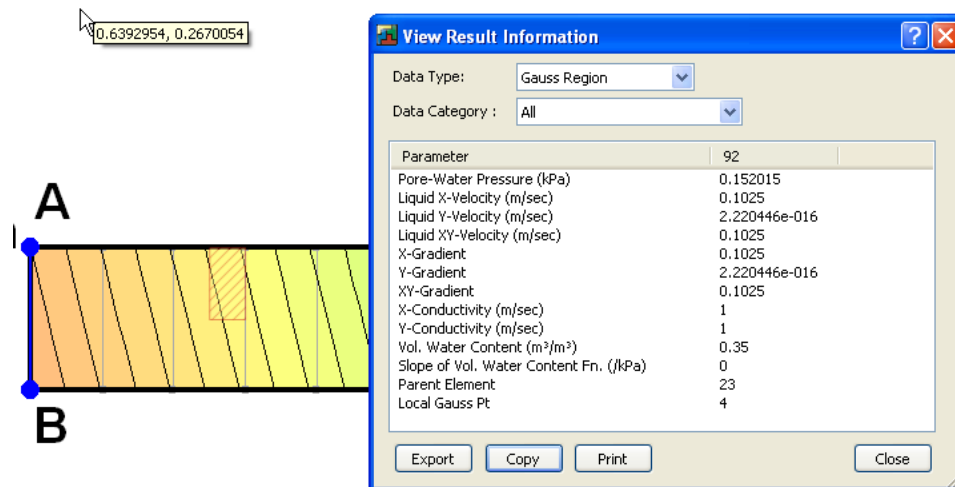 0.6392954, 0.2670054
View Result Information
Data Type: Gauss Region
Data Category : All
Parameter 92
Pore-Water Pressure (kPa) 0.152015
Liquid X-Velocity (m/sec) 0.1025
Liquid Y-Velocity (m/sec) 2.220446e-016
Liquid XY-Velocity (m/sec) 0.1025
X-Gradient 0.1025
Y-Gradient 2.220446e-016
XY-Gradient 0.1025
X-Conductivity (m/sec) 1
Y-Conductivity (m/sec) 1
Vol. Water Content (m³/m³) 0.35
Slope of Vol. Water Content Fn. (/kPa) 0
Parent Element 23
Local Gauss Pt 4
Export Copy Print Close
A
B